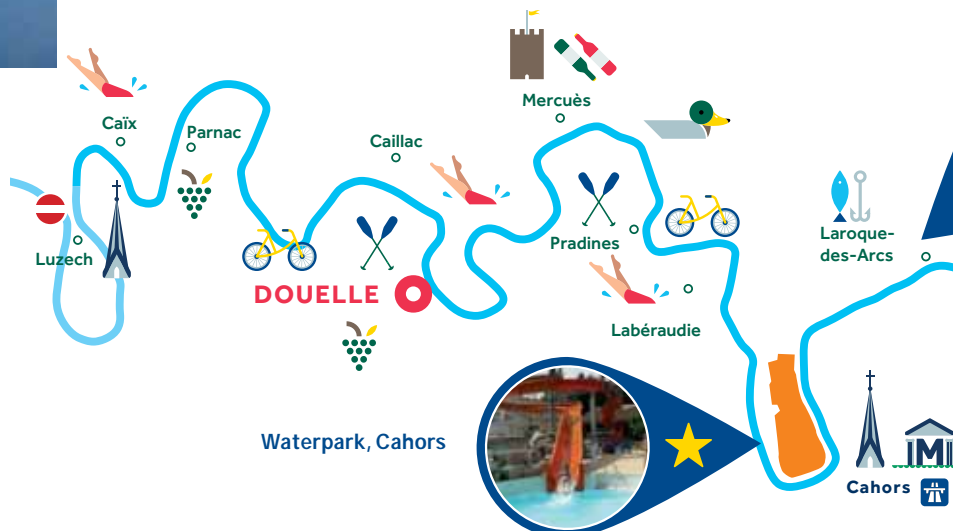 Mercuès
Caïx
Parnac
Caillac
Luzech
Pradines
Laroque-
des-Arcs
DOUELLE
Labéraudie
Waterpark, Cahors
M
Cahors